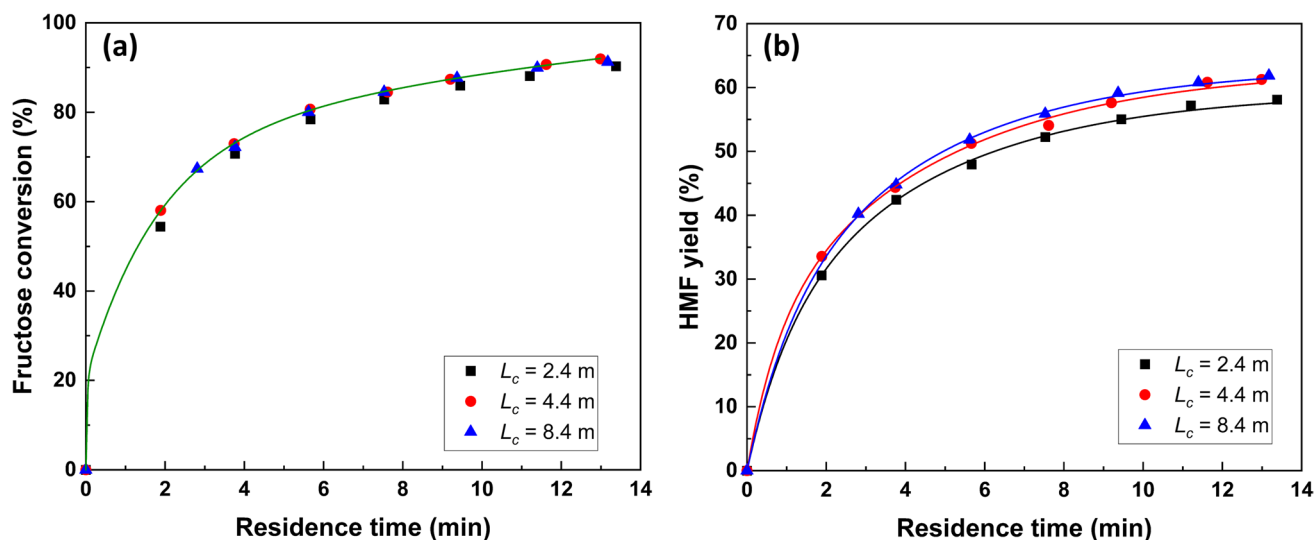 (a)
Fructose conversion (%)
100
80
60
40
20
0
0 2 4 6 8 10 12 14
Residence time (min)
Lc = 2.4 m
Lc = 4.4 m
Lc = 8.4 m
(b)
HMF yield (%)
70
60
50
40
30
20
10
0
0 2 4 6 8 10 12 14
Residence time (min)
Lc = 2.4 m
Lc = 4.4 m
Lc = 8.4 m